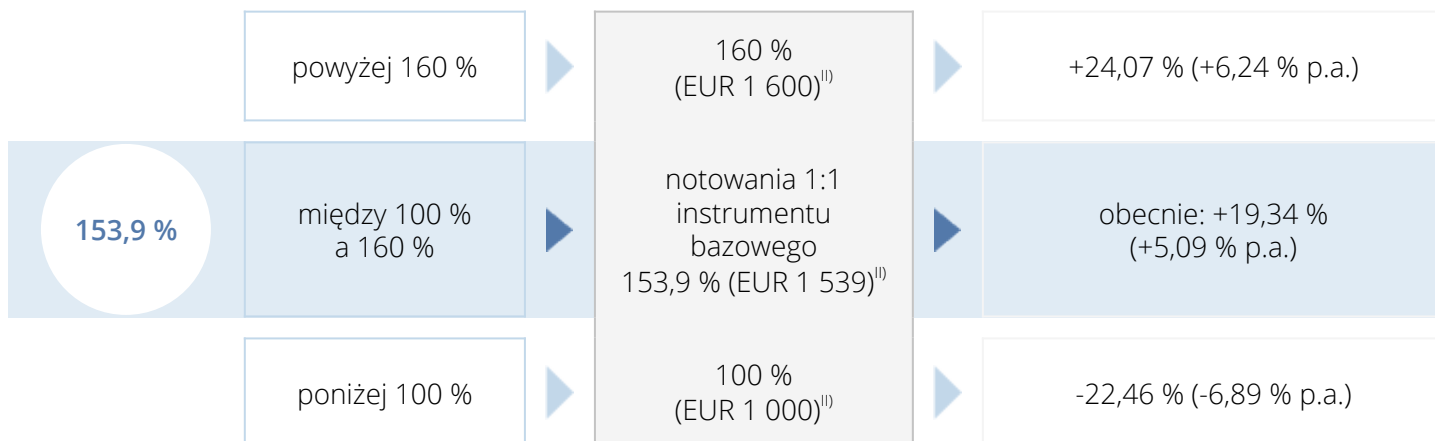 powyżej 160 %
160 %
(EUR 1 600)II)
+24,07 % (+6,24 % p.a.)
153,9 %
między 100 %
a 160 %
notowania 1:1
instrumentu
bazowego
153,9 % (EUR 1 539)II)
obecnie: +19,34 %
(+5,09 % p.a.)
poniżej 100 %
100 %
(EUR 1 000)II)
-22,46 % (-6,89 % p.a.)